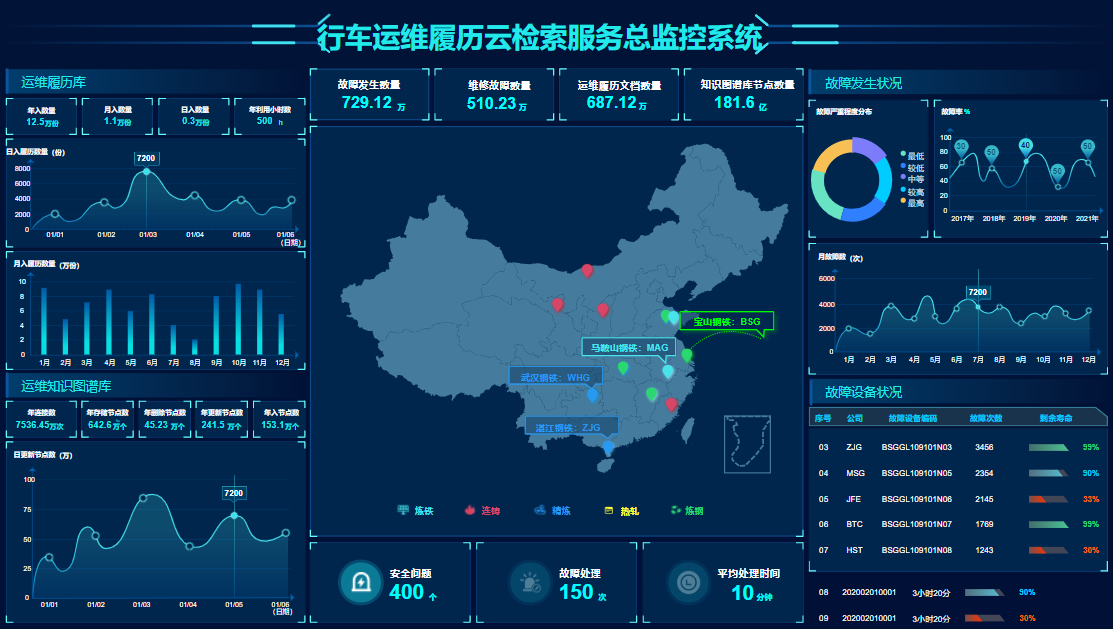 行车运维履历云检索服务总监控系统
运维履历库
年入数量
12.5万份
月入数量
1.1万份
日入数量
0.3万份
年利用小时数
500 h
日入履历数量（份）
8000
6000
4000
2000
0
7200
01/01 01/02 01/03 01/04 01/05 01/06
(日期)
月入履历数量（万份）
10
8
6
4
2
0
1月 2月 3月 4月 5月 6月 7月 8月 9月 10月 11月 12月
运维知识图谱库
年连接数
7536.45万次
年存储节点数
642.6万个
年删除节点数
45.23 万个
年更新节点数
241.5 万个
年入节点数
153.1万个
日更新节点数（万）
100
75
50
25
0
7200
01/01 01/02 01/03 01/04 01/05 01/06
(日期)
故障发生数量
729.12 万
维修故障数量
510.23 万
运维履历文档数量
687.12 万
知识图谱库节点数量
181.6 亿
宝山钢铁：BSG
马鞍山钢铁：MAG
武汉钢铁：WHG
湛江钢铁：ZJG
炼铁 连铸 精炼 热轧 炼钢
安全问题
400 个
故障处理
150 次
平均处理时间
10 分钟
故障发生状况
故障严重程度分布
最低
较低
中等
较高
最高
故障率 %
100
80
60
40
20
0
30 50 40 50 50
2017年 2018年 2019年 2020年 2021年
月故障数（次）
6000
4000
2000
0
7200
1月 2月 3月 4月 5月 6月 7月 8月 9月 10月 11月 12月
故障设备状况
序号 公司 故障设备编码 故障次数 剩余寿命
03 ZJG BSGGL109101N03 3456 99%
04 MSG BSGGL109101N05 2354 90%
05 JFE BSGGL109101N06 2145 33%
06 BTC BSGGL109101N07 1769 99%
07 HST BSGGL109101N08 1243 30%
08 202002010001 3小时20分 90%
09 202002010001 3小时20分 30%